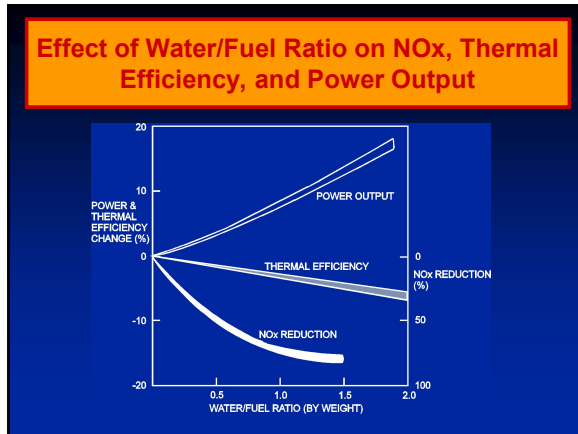 Effect of Water/Fuel Ratio on NOx, Thermal
Efficiency, and Power Output
20
10
POWER OUTPUT
POWER &
THERMAL
EFFICIENCY
CHANGE (%)
0
THERMAL EFFICIENCY
0
NOx REDUCTION
(%)
-10
NOx REDUCTION
50
-20
100
0.5
1.0
1.5
2.0
WATER/FUEL RATIO (BY WEIGHT)